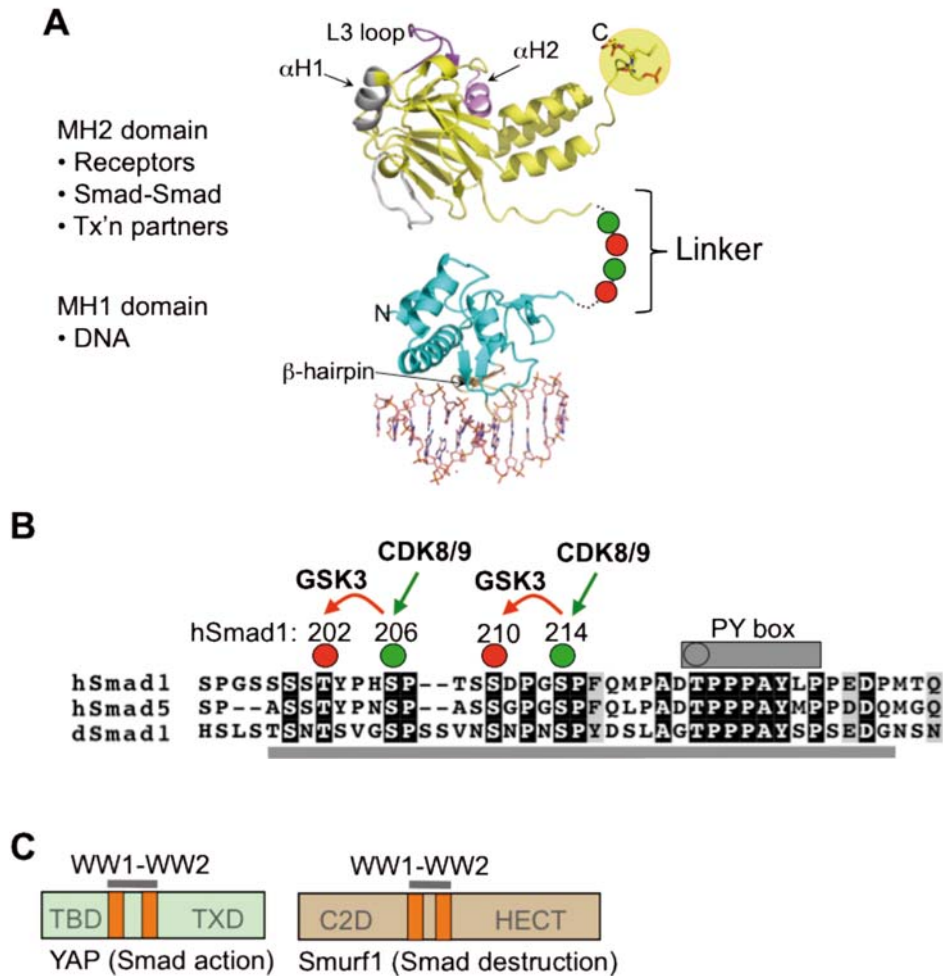 A
L3 loop
αH1
αH2
C
MH2 domain
• Receptors
• Smad-Smad
• Tx'n partners
Linker
MH1 domain
• DNA
N
β-hairpin
B
CDK8/9 CDK8/9
GSK3 GSK3
hSmad1: 202 206 210 214 PY box
hSmad1 SPGSSSSTYPHSP--TSSDPGSPFQMPADTPPPAYLPPEDPMTQ
hSmad5 SP--ASSTYPNSP--ASSGPGSPFQLPADTPPPAYMPPDDQMGQ
dSmad1 HSLSTSNTSVGSPSSVNSNPNSPYDSLAGTPPPAYSPSEDGNSN
C
WW1-WW2 WW1-WW2
TBD TXD C2D HECT
YAP (Smad action) Smurf1 (Smad destruction)